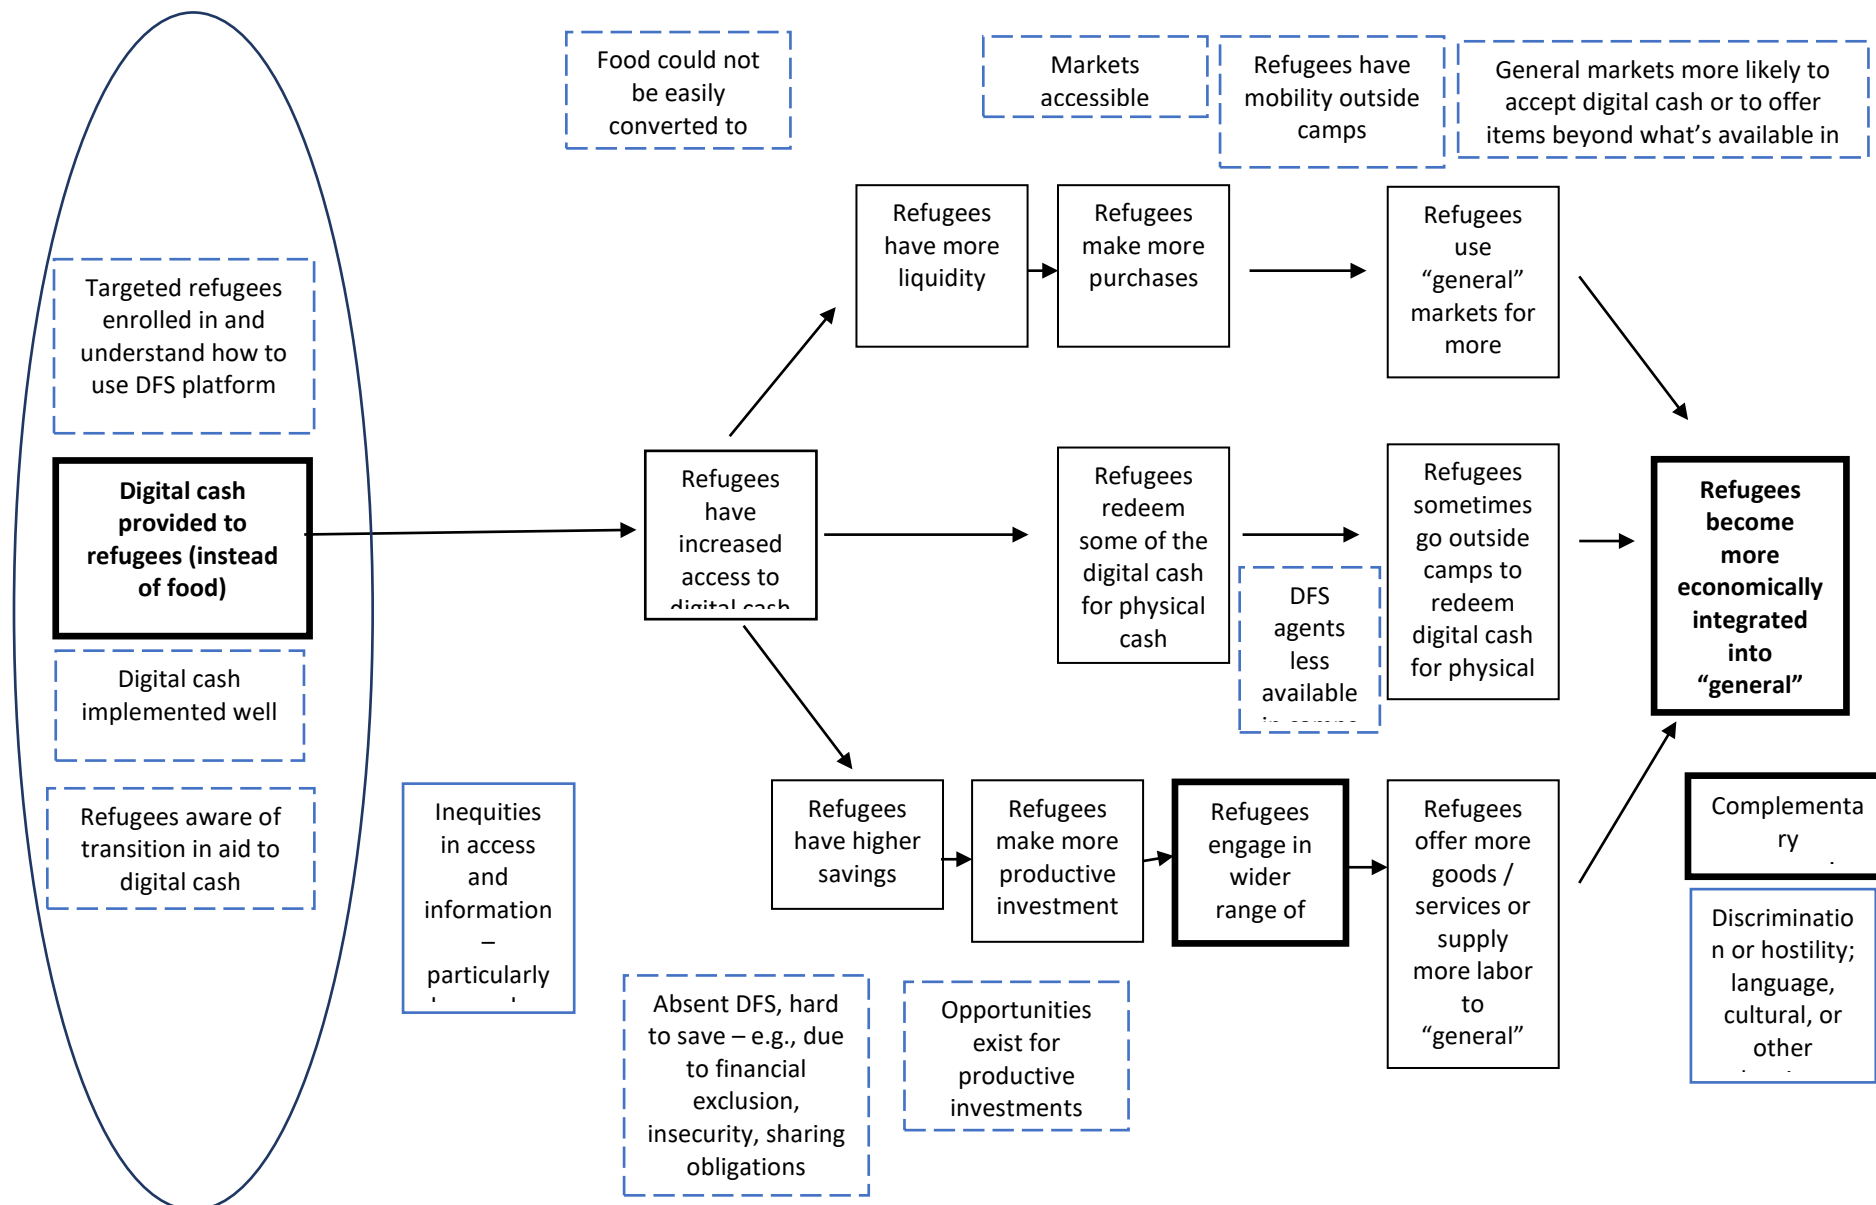 Food could not
be easily
converted to
Markets
accessible
Refugees have
mobility outside
camps
General markets more likely to
accept digital cash or to offer
items beyond what’s available in
Refugees
have more
liquidity
Refugees
make more
purchases
Refugees
use
“general”
markets for
more
Targeted refugees
enrolled in and
understand how to
use DFS platform
Digital cash
provided to
refugees (instead
of food)
Digital cash
implemented well
Refugees aware of
transition in aid to
digital cash
Refugees
have
increased
access to
digital cash
Refugees
redeem
some of the
digital cash
for physical
cash
DFS
agents
less
available
in camps
Refugees
sometimes
go outside
camps to
redeem
digital cash
for physical
Refugees
become
more
economically
integrated
into
“general”
Inequities
in access
and
information
–
particularly
Refugees
have higher
savings
Refugees
make more
productive
investment
Refugees
engage in
wider
range of
Refugees
offer more
goods /
services or
supply
more labor
to
“general”
Complementa
ry
Discriminatio
n or hostility;
language,
cultural, or
other
Absent DFS, hard
to save – e.g., due
to financial
exclusion,
insecurity, sharing
obligations
Opportunities
exist for
productive
investments